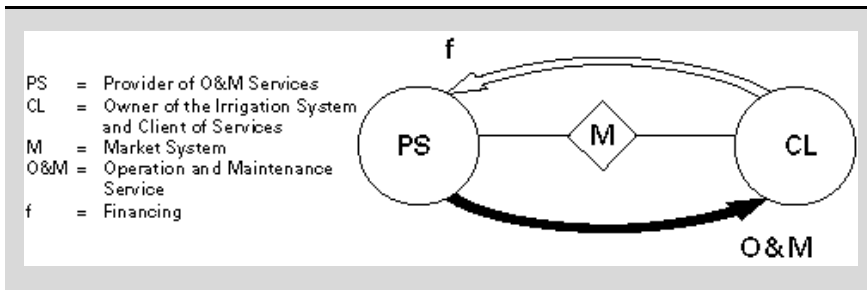 f
PS = Provider of O&M Services
CL = Owner of the Irrigation System
and Client of Services
M = Market System
O&M = Operation and Maintenance
Service
f = Financing
PS
M
CL
O&M